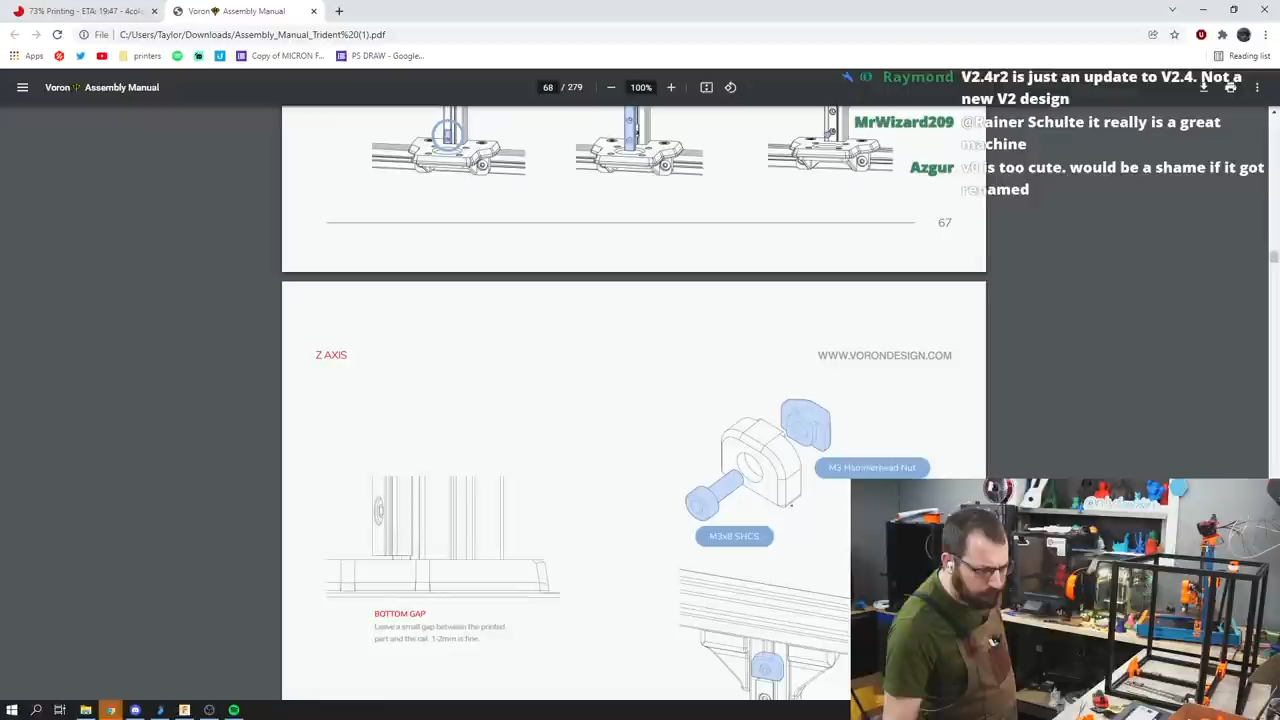 73% Printing - ETA: 19:47 - 4colo
Voron Assembly Manual
File
C:/Users/Taylor/Downloads/Assembly_Manual_Trident%20(1).pdf
Apps
printers
Copy of MICRON F...
PS DRAW - Google...
Reading list
Voron Assembly Manual
68 / 279
100%
Raymond V2.4r2 is just an update to V2.4. Not a
new V2 design
MrWizard209 @Rainer Schulte it really is a great
machine
Azgur v0 is too cute. would be a shame if it got
renamed
67
Z AXIS
WWW.VORONDESIGN.COM
M3 Hammerhead Nut
M3x8 SHCS
BOTTOM GAP
Leave a small gap between the printed
part and the rail. 1-2mm is fine.